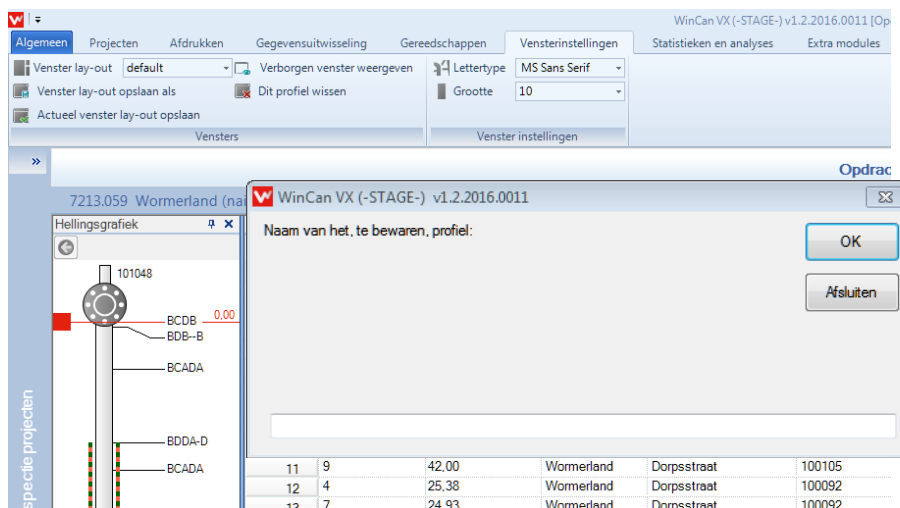 WinCan VX (-STAGE-) v1.2.2016.0011 [Op
Algemeen Projecten Afdrukken Gegevensuitwisseling Gereedschappen Vensterinstellingen Statistieken en analyses Extra modules
Venster lay-out default Verborgen venster weergeven Lettertype MS Sans Serif
Venster lay-out opslaan als Dit profiel wissen Grootte 10
Actueel venster lay-out opslaan
Vensters Venster instellingen
» Opdrac
7213.059 Wormerland (nai
WinCan VX (-STAGE-) v1.2.2016.0011
Hellingsgrafiek
Naam van het, te bewaren, profiel:
OK
Afsluiten
101048
BCDB 0,00
BDB--B
BCADA
BDDA-D
BCADA
spectie projecten
11 9 42,00 Wormerland Dorpsstraat 100105
12 4 25,38 Wormerland Dorpsstraat 100092
13 7 24,93 Wormerland Dorpsstraat 100092